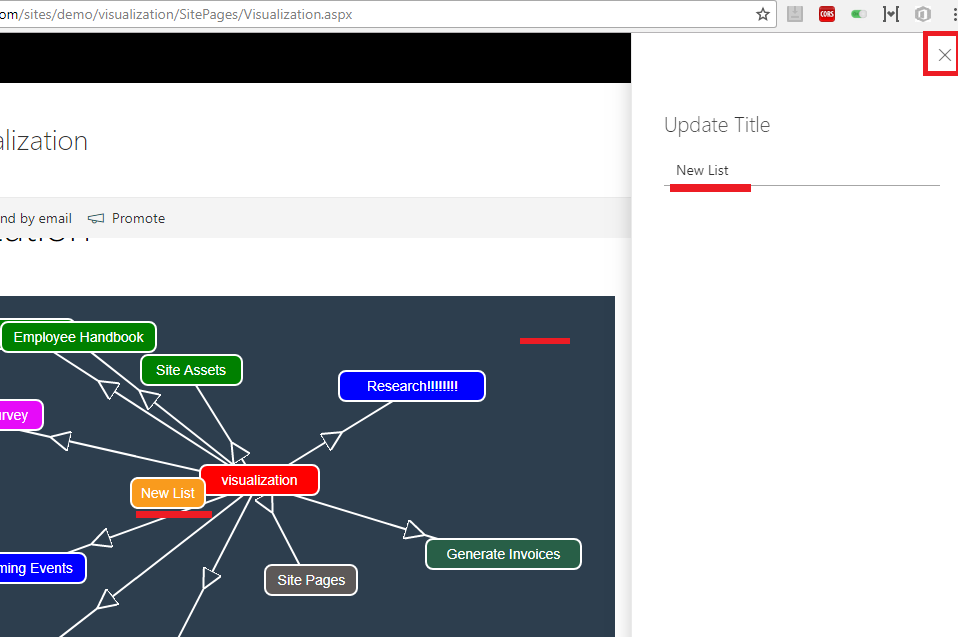 om/sites/demo/visualization/SitePages/Visualization.aspx
CORS
Update Title
alization
New List
nd by email
Promote
Employee Handbook
Site Assets
Research!!!!!!!!
rvey
visualization
New List
Generate Invoices
ming Events
Site Pages